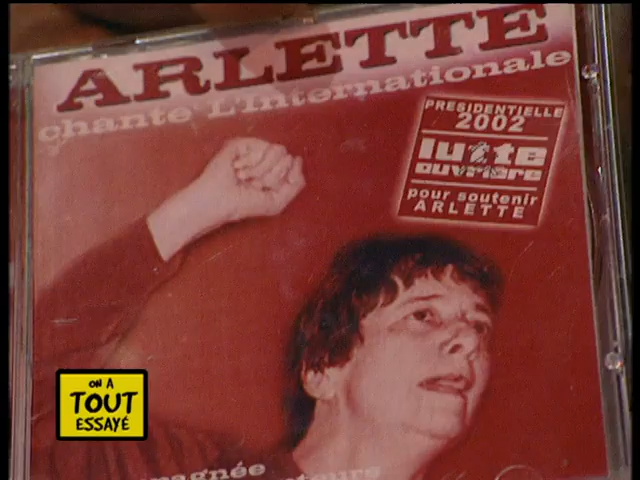 ARLETTE
chante L'Internationale
PRESIDENTIELLE
2002
lutte
ouvrière
pour soutenir
ARLETTE
ON A
TOUT
ESSAYÉ